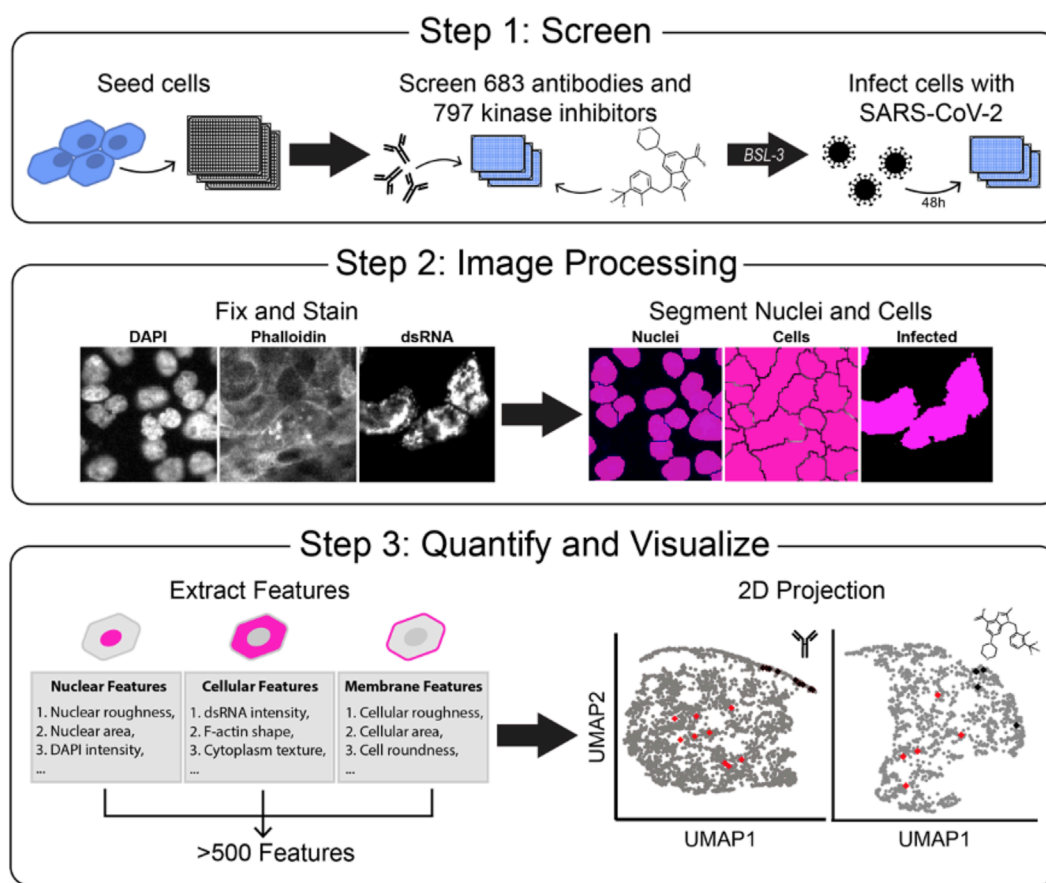 Step 1: Screen
Seed cells
Screen 683 antibodies and
797 kinase inhibitors
Infect cells with
SARS-CoV-2
BSL-3
48h
Step 2: Image Processing
Fix and Stain
Segment Nuclei and Cells
DAPI
Phalloidin
dsRNA
Nuclei
Cells
Infected
Step 3: Quantify and Visualize
Extract Features
2D Projection
Nuclear Features
1. Nuclear roughness,
2. Nuclear area,
3. DAPI intensity,
...
Cellular Features
1. dsRNA intensity,
2. F-actin shape,
3. Cytoplasm texture,
...
Membrane Features
1. Cellular roughness,
2. Cellular area,
3. Cell roundness,
...
>500 Features
UMAP2
UMAP1
UMAP1